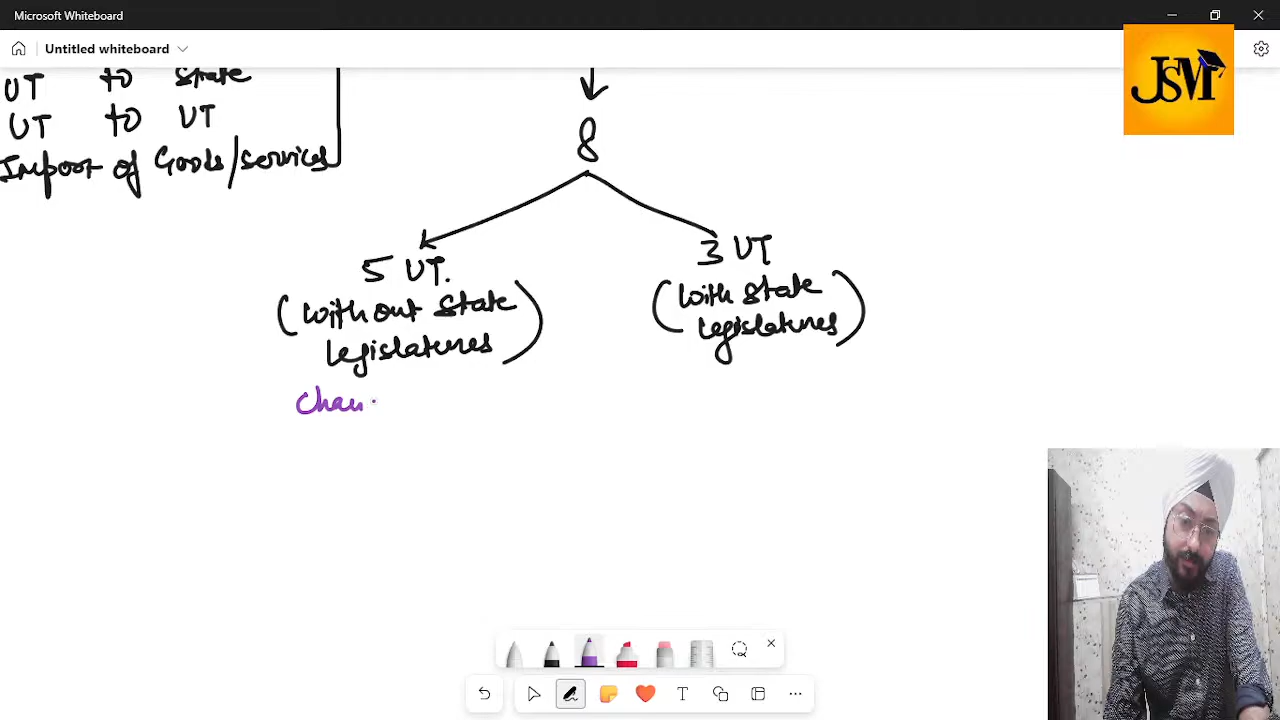 Microsoft Whiteboard
Untitled whiteboard
JSM
UT to State
UT to UT
Import of Goods/services
8
5 UT.
(Without State
legislatures)
3 UT
(With State
legislatures)
Chan